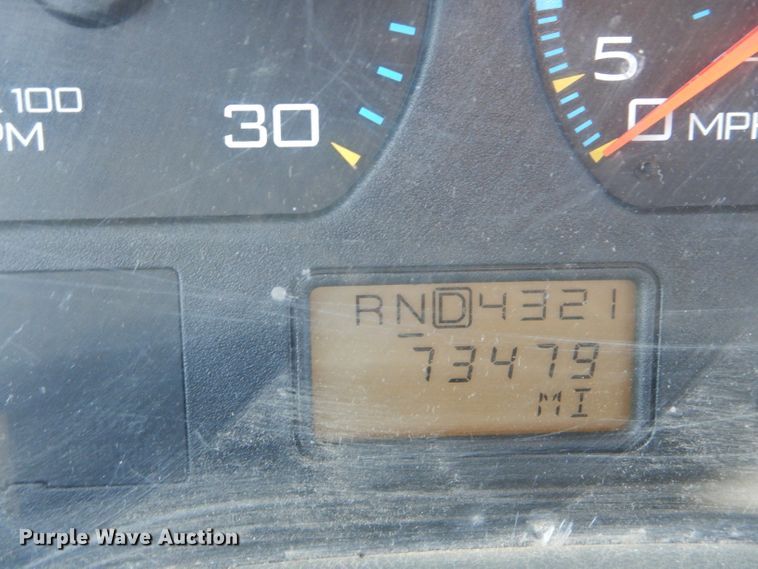 100
PM
30
5
0 MPH
RND4321
73479
MI
Purple Wave Auction